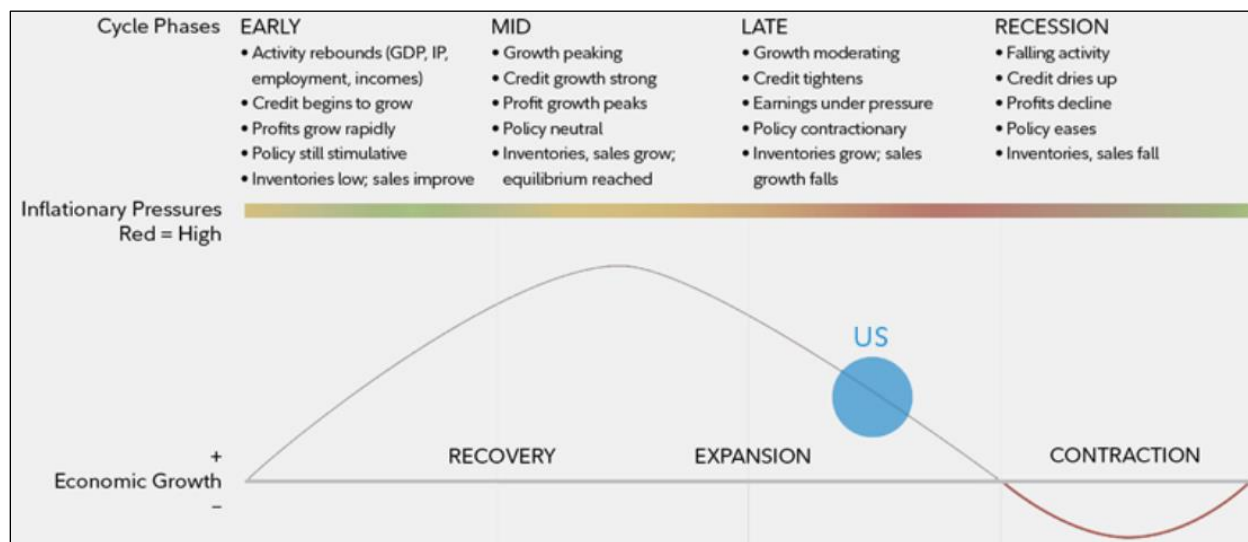 Cycle Phases
EARLY
• Activity rebounds (GDP, IP,
employment, incomes)
• Credit begins to grow
• Profits grow rapidly
• Policy still stimulative
• Inventories low; sales improve
MID
• Growth peaking
• Credit growth strong
• Profit growth peaks
• Policy neutral
• Inventories, sales grow;
equilibrium reached
LATE
• Growth moderating
• Credit tightens
• Earnings under pressure
• Policy contractionary
• Inventories grow; sales
growth falls
RECESSION
• Falling activity
• Credit dries up
• Profits decline
• Policy eases
• Inventories, sales fall
Inflationary Pressures
Red = High
US
+
Economic Growth
–
RECOVERY
EXPANSION
CONTRACTION